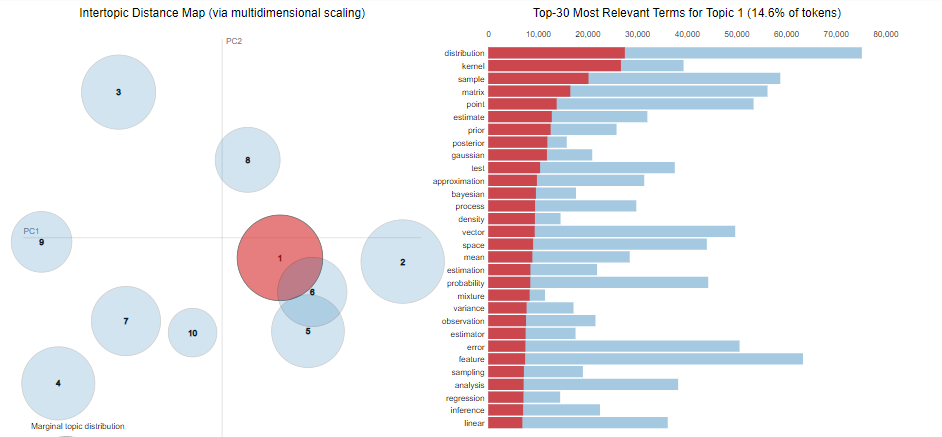 Intertopic Distance Map (via multidimensional scaling)
PC2
3
8
PC1
9
1
2
6
7
5
10
4
Marginal topic distribution
Top-30 Most Relevant Terms for Topic 1 (14.6% of tokens)
0 10,000 20,000 30,000 40,000 50,000 60,000 70,000 80,000
distribution
kernel
sample
matrix
point
estimate
prior
posterior
gaussian
test
approximation
bayesian
process
density
vector
space
mean
estimation
probability
mixture
variance
observation
estimator
error
feature
sampling
analysis
regression
inference
linear